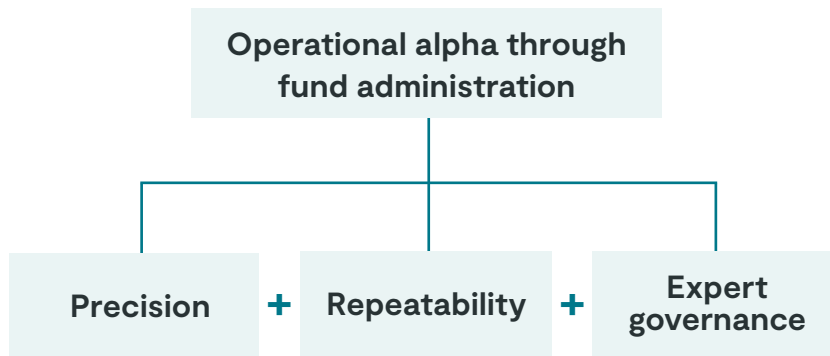 Operational alpha through
fund administration
Precision + Repeatability + Expert
governance